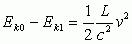 E_{k0} − E_{k1} = \frac{1}{2} \frac{L}{c^2} v^2